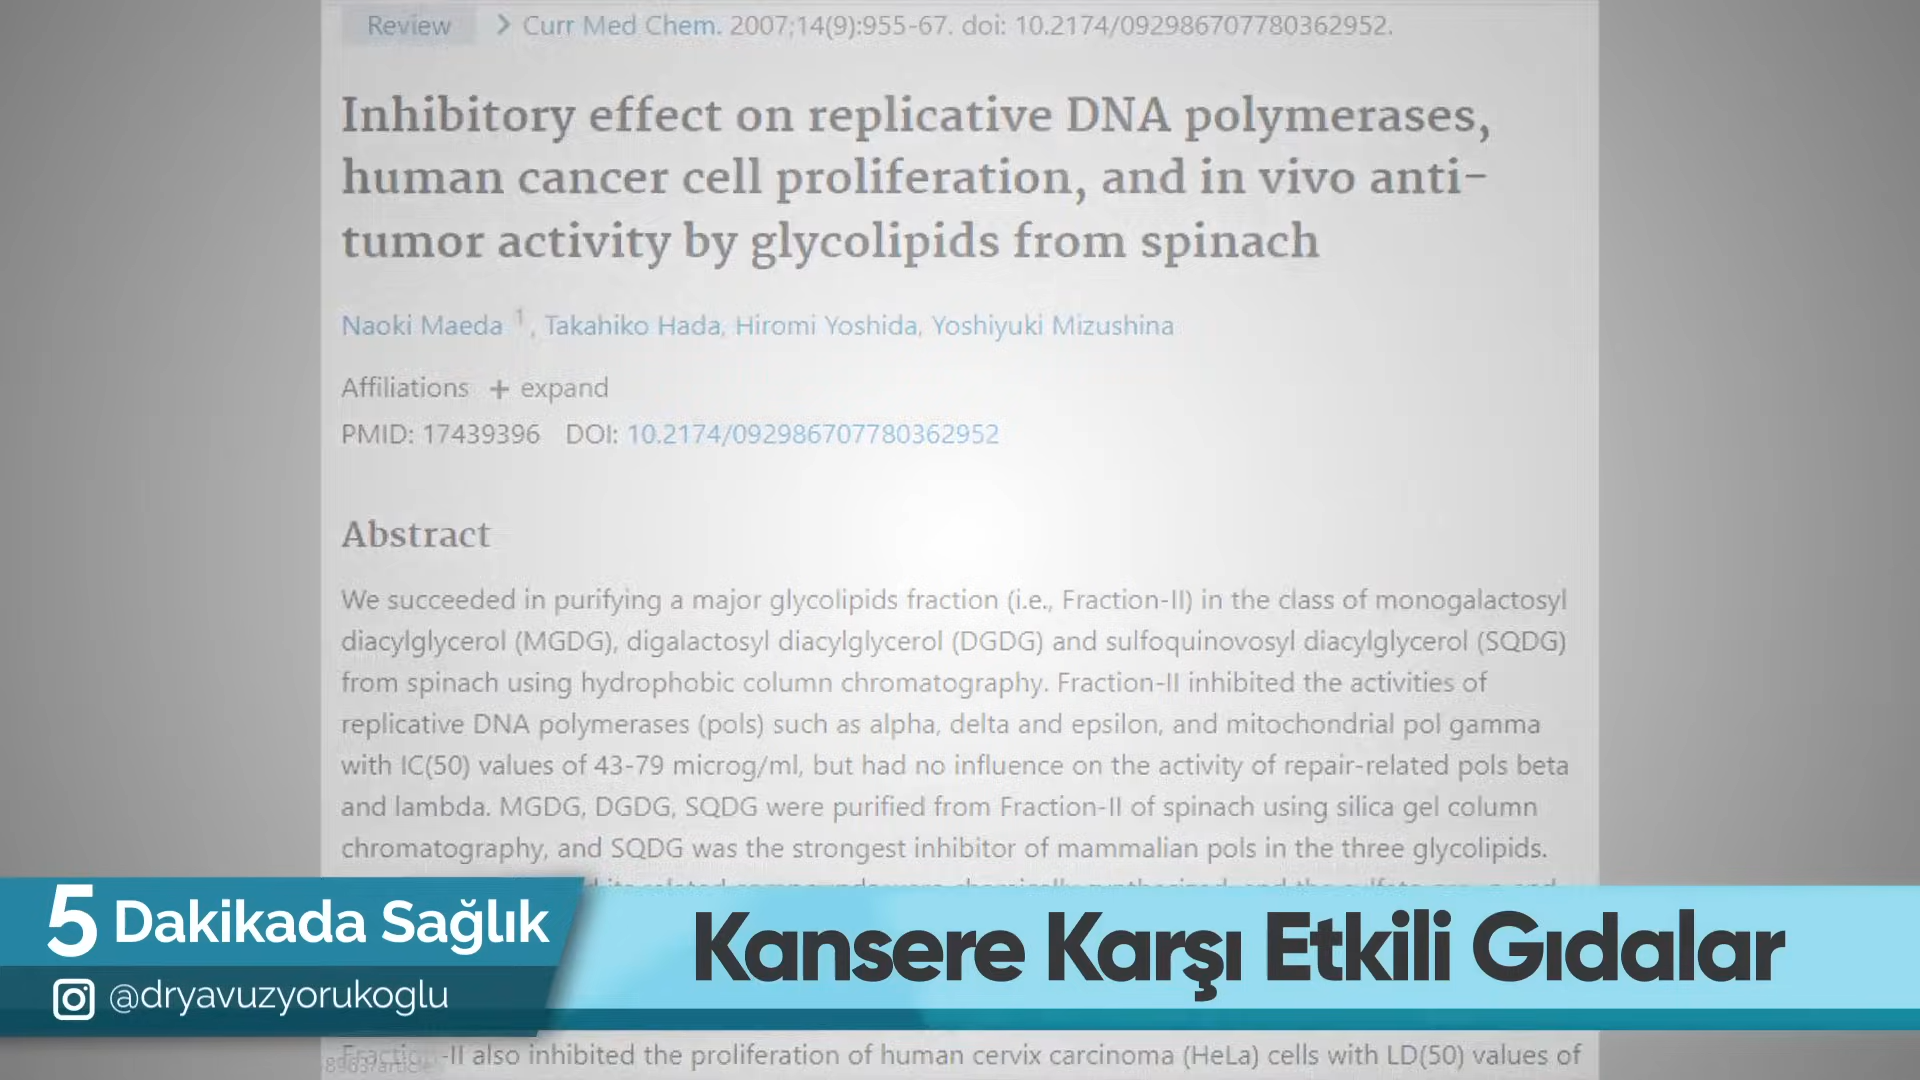 Review > Curr Med Chem. 2007;14(9):955-67. doi: 10.2174/092986707780362952.
Inhibitory effect on replicative DNA polymerases,
human cancer cell proliferation, and in vivo anti-
tumor activity by glycolipids from spinach
Naoki Maeda 1, Takahiko Hada, Hiromi Yoshida, Yoshiyuki Mizushina
Affiliations + expand
PMID: 17439396 DOI: 10.2174/092986707780362952
Abstract
We succeeded in purifying a major glycolipids fraction (i.e., Fraction-II) in the class of monogalactosyl
diacylglycerol (MGDG), digalactosyl diacylglycerol (DGDG) and sulfoquinovosyl diacylglycerol (SQDG)
from spinach using hydrophobic column chromatography. Fraction-II inhibited the activities of
replicative DNA polymerases (pols) such as alpha, delta and epsilon, and mitochondrial pol gamma
with IC(50) values of 43-79 microg/ml, but had no influence on the activity of repair-related pols beta
and lambda. MGDG, DGDG, SQDG were purified from Fraction-II of spinach using silica gel column
chromatography, and SQDG was the strongest inhibitor of mammalian pols in the three glycolipids.
5 Dakikada Sağlık
@dryavuzyorukoglu
Kansere Karşı Etkili Gıdalar
Fraction-II also inhibited the proliferation of human cervix carcinoma (HeLa) cells with LD(50) values of